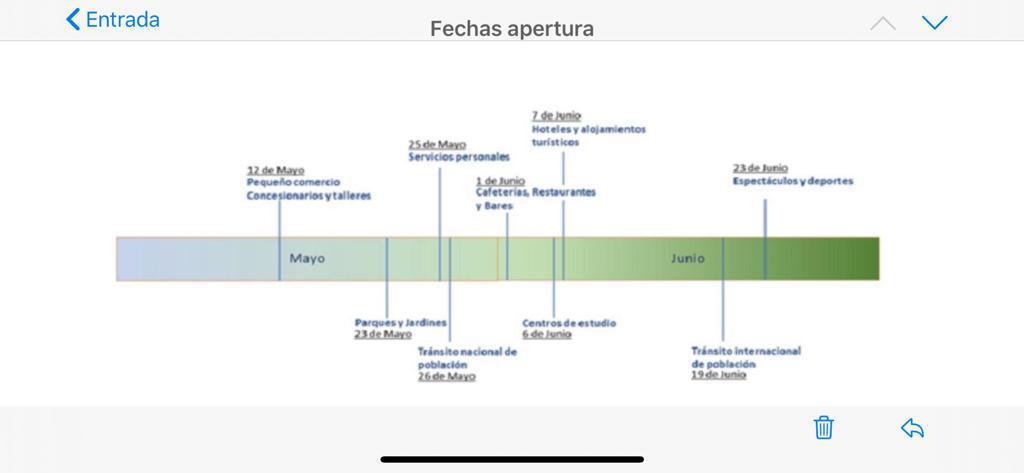 Entrada
Fechas apertura
7 de Junio
Hoteles y alojamientos
turísticos
25 de Mayo
Servicios personales
12 de Mayo
Pequeño comercio
Concesionarios y talleres
1 de Junio
Cafeterías, Restaurantes
y Bares
23 de Junio
Espectáculos y deportes
Mayo
Junio
Parques y Jardines
23 de Mayo
Centros de estudio
6 de Junio
Tránsito nacional de
población
26 de Mayo
Tránsito internacional
de población
19 de Junio